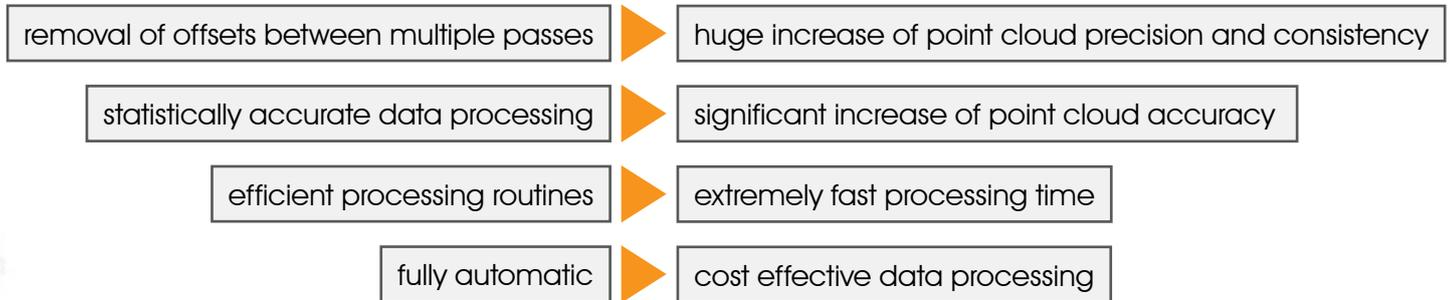 removal of offsets between multiple passes
huge increase of point cloud precision and consistency
statistically accurate data processing
significant increase of point cloud accuracy
efficient processing routines
extremely fast processing time
fully automatic
cost effective data processing